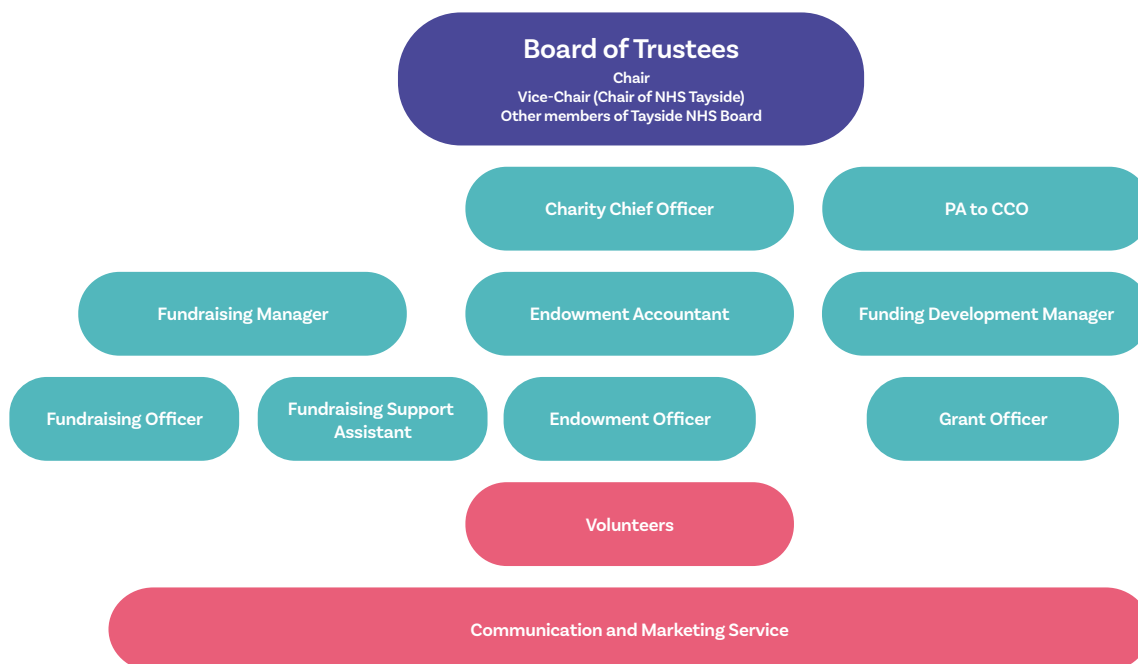 Board of Trustees
Chair
Vice-Chair (Chair of NHS Tayside)
Other members of Tayside NHS Board
Charity Chief Officer
PA to CCO
Fundraising Manager
Endowment Accountant
Funding Development Manager
Fundraising Officer
Fundraising Support
Assistant
Endowment Officer
Grant Officer
Volunteers
Communication and Marketing Service